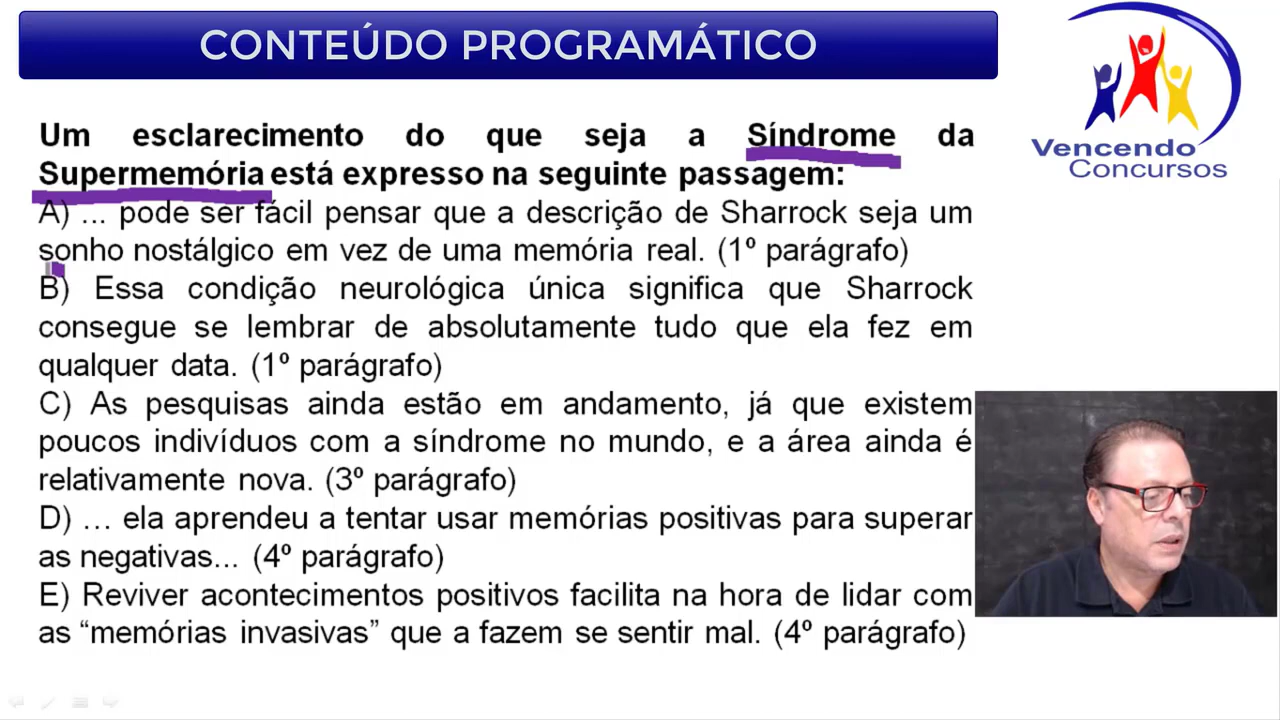 CONTEÚDO PROGRAMÁTICO
Vencendo
Concursos
Um esclarecimento do que seja a Síndrome da
Supermemória está expresso na seguinte passagem:
A) ... pode ser fácil pensar que a descrição de Sharrock seja um
sonho nostálgico em vez de uma memória real. (1º parágrafo)
B) Essa condição neurológica única significa que Sharrock
consegue se lembrar de absolutamente tudo que ela fez em
qualquer data. (1º parágrafo)
C) As pesquisas ainda estão em andamento, já que existem
poucos indivíduos com a síndrome no mundo, e a área ainda é
relativamente nova. (3º parágrafo)
D) ... ela aprendeu a tentar usar memórias positivas para superar
as negativas... (4º parágrafo)
E) Reviver acontecimentos positivos facilita na hora de lidar com
as “memórias invasivas” que a fazem se sentir mal. (4º parágrafo)